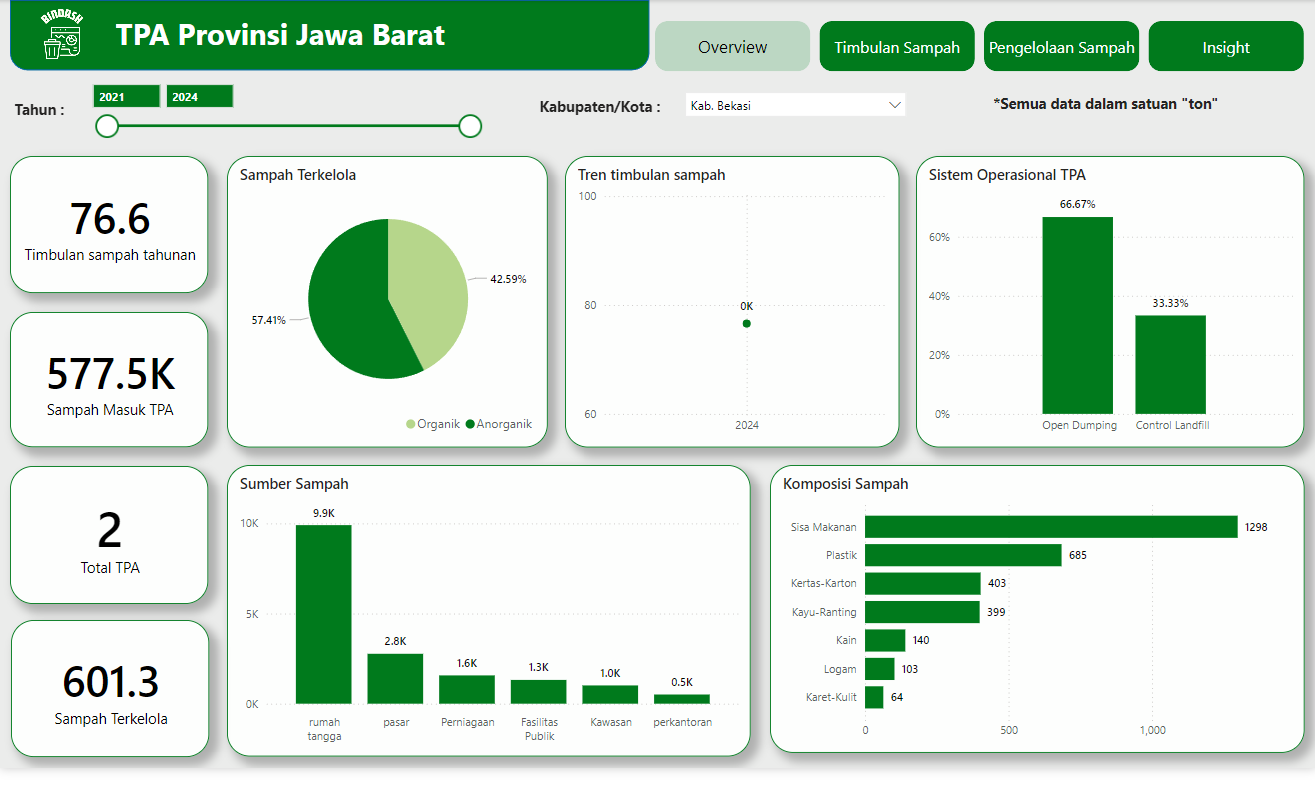 BINDASH
TPA Provinsi Jawa Barat
Overview
Timbulan Sampah
Pengelolaan Sampah
Insight
Tahun :
2021
2024
Kabupaten/Kota :
Kab. Bekasi
*Semua data dalam satuan "ton"
76.6
Timbulan sampah tahunan
577.5K
Sampah Masuk TPA
2
Total TPA
601.3
Sampah Terkelola
Sampah Terkelola
42.59%
57.41%
Organik
Anorganik
Tren timbulan sampah
100
80
60
0K
2024
Sistem Operasional TPA
60%
40%
20%
0%
66.67%
33.33%
Open Dumping
Control Landfill
Sumber Sampah
10K
5K
0K
9.9K
2.8K
1.6K
1.3K
1.0K
0.5K
rumah
tangga
pasar
Perniagaan
Fasilitas
Publik
Kawasan
perkantoran
Komposisi Sampah
Sisa Makanan 1298
Plastik 685
Kertas-Karton 403
Kayu-Ranting 399
Kain 140
Logam 103
Karet-Kulit 64
0 500 1,000